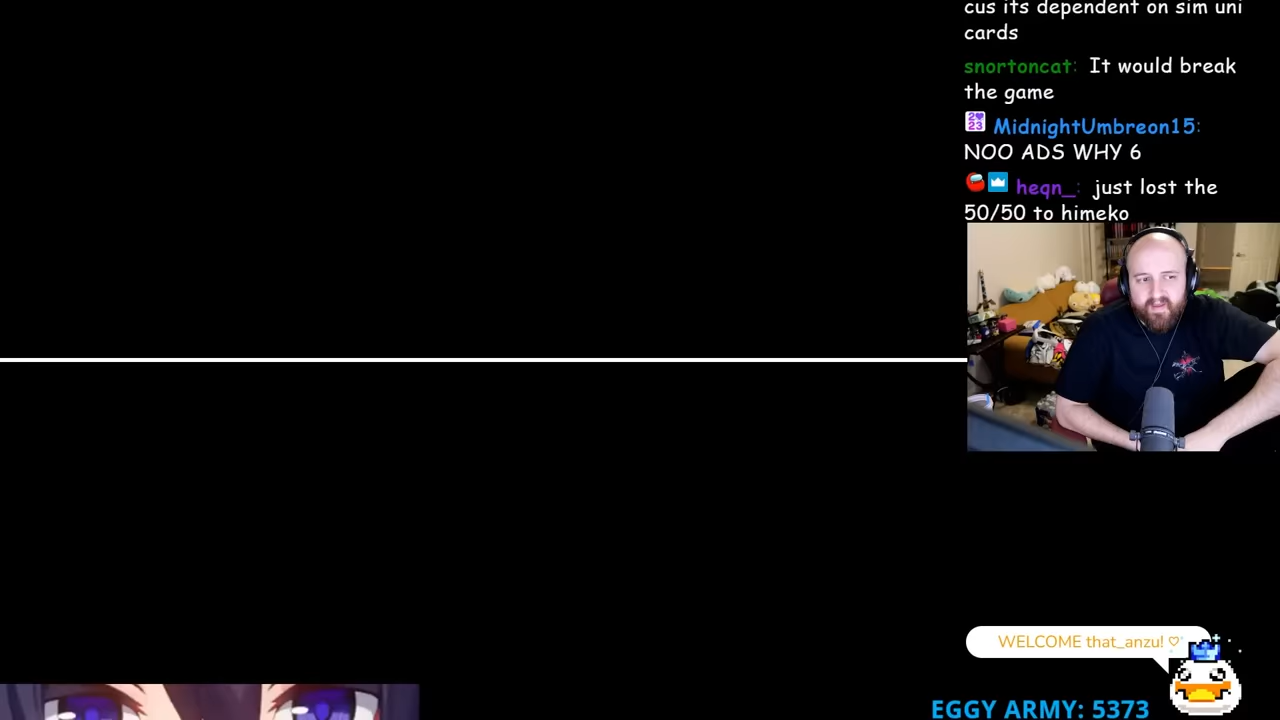 cus its dependent on sim uni
cards
snortoncat: It would break
the game
MidnightUmbreon15:
NOO ADS WHY 6
heqn_: just lost the
50/50 to himeko
WELCOME that_anzu! ♡
EGGY ARMY: 5373